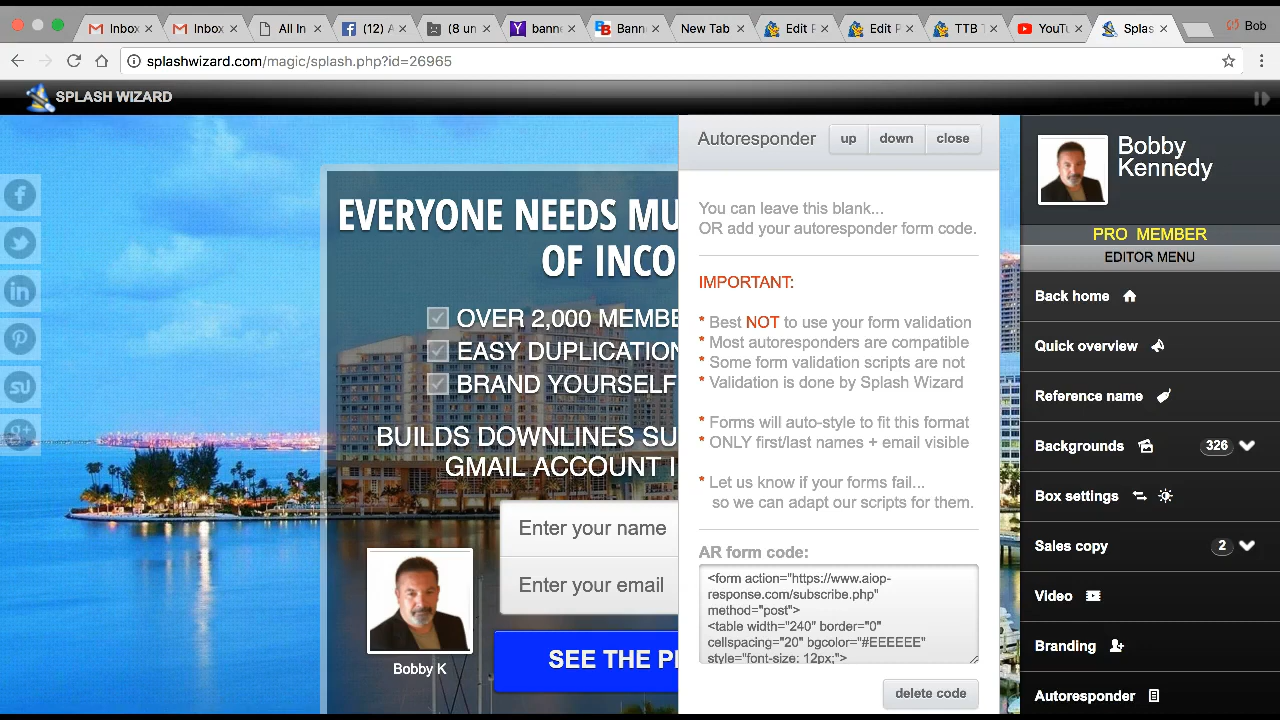 Inbox
Inbox
All In
(12)
(8 un
bann
Bann
New Tab
Edit P
Edit P
TTB
YouTu
Splas
Bob
splashwizard.com/magic/splash.php?id=26965
SPLASH WIZARD
EVERYONE NEEDS MU
OF INCO
OVER 2,000 MEMBE
EASY DUPLICATION
BRAND YOURSELF
BUILDS DOWNLINES SU
GMAIL ACCOUNT
Enter your name
Enter your email
SEE THE P
Bobby K
Autoresponder
up
down
close
You can leave this blank...
OR add your autoresponder form code.
IMPORTANT:
* Best NOT to use your form validation
* Most autoresponders are compatible
* Some form validation scripts are not
* Validation is done by Splash Wizard
* Forms will auto-style to fit this format
* ONLY first/last names + email visible
* Let us know if your forms fail...
so we can adapt our scripts for them.
AR form code:
<form action="https://www.aiop-
response.com/subscribe.php"
method="post">
<table width="240" border="0"
cellspacing="20" bgcolor="#EEEEEE"
style="font-size: 12px;">
delete code
Bobby
Kennedy
PRO MEMBER
EDITOR MENU
Back home
Quick overview
Reference name
Backgrounds 326
Box settings
Sales copy 2
Video
Branding
Autoresponder